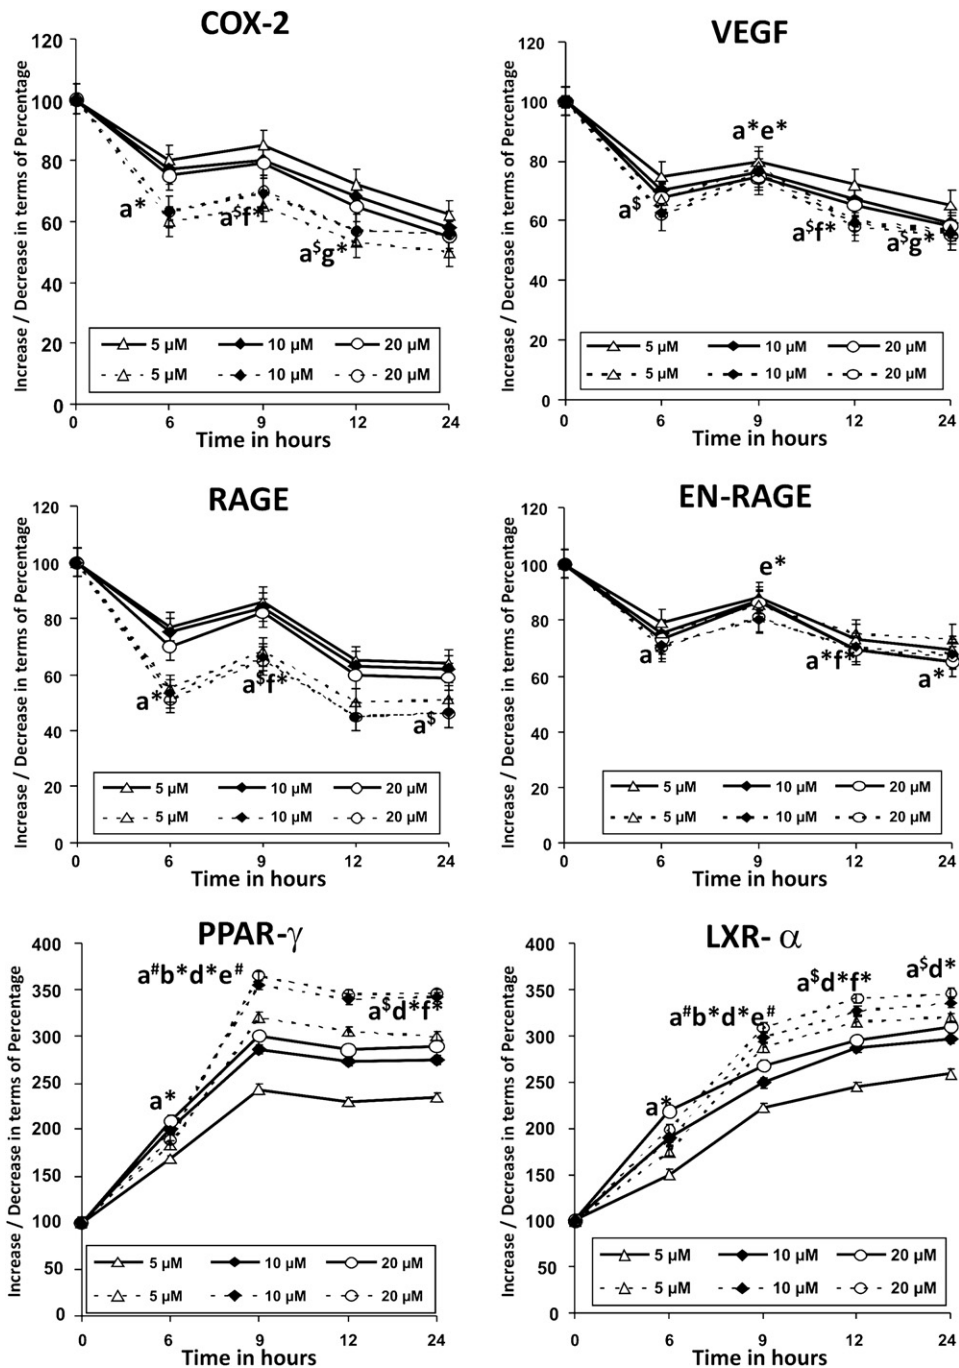 COX-2
Increase / Decrease in terms of Percentage
120
100
80
60
40
20
0
a*
a$f*
a$g*
5 µM 10 µM 20 µM
5 µM 10 µM 20 µM
0 6 9 12 24
Time in hours
VEGF
Increase / Decrease in terms of Percentage
120
100
80
60
40
20
0
a$
a*e*
a$f*
a$g*
5 µM 10 µM 20 µM
5 µM 10 µM 20 µM
0 6 9 12 24
Time in hours
RAGE
Increase / Decrease in terms of Percentage
120
100
80
60
40
20
0
a*
a$f*
a$
5 µM 10 µM 20 µM
5 µM 10 µM 20 µM
0 6 9 12 24
Time in hours
EN-RAGE
Increase / Decrease in terms of Percentage
120
100
80
60
40
20
0
e*
a*f*
a*
5 µM 10 µM 20 µM
5 µM 10 µM 20 µM
0 6 9 12 24
Time in hours
PPAR-γ
Increase / Decrease in terms of Percentage
400
350
300
250
200
150
100
50
0
a#b*d*e#
a$d*f*
a*
5 µM 10 µM 20 µM
5 µM 10 µM 20 µM
0 6 9 12 24
Time in hours
LXR- α
Increase / Decrease in terms of Percentage
400
350
300
250
200
150
100
50
0
a$d*
a$d*f*
a#b*d*e#
a*
5 µM 10 µM 20 µM
5 µM 10 µM 20 µM
0 6 9 12 24
Time in hours